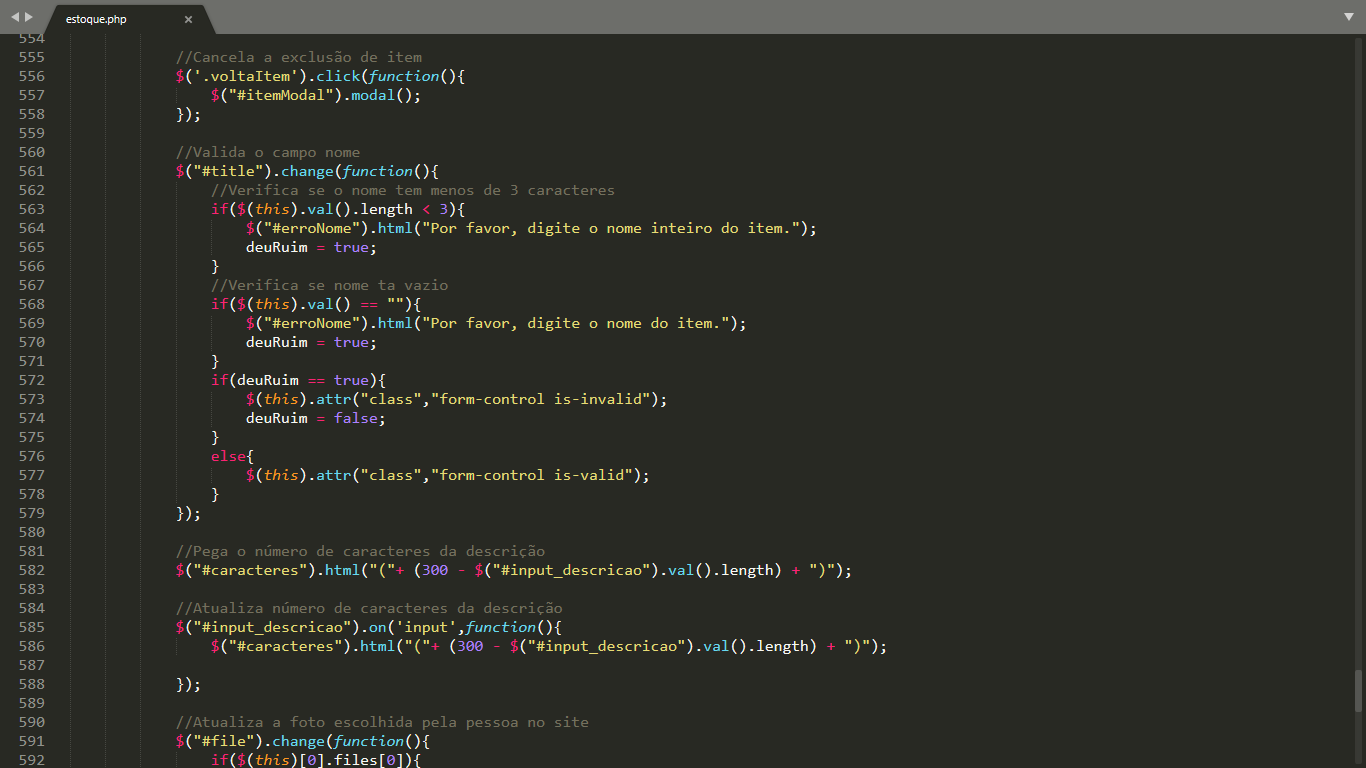 estoque.php
554
555 //Cancela a exclusão de item
556 $('.voltaItem').click(function(){
557 $("#itemModal").modal();
558 });
559
560 //Valida o campo nome
561 $("#title").change(function(){
562 //Verifica se o nome tem menos de 3 caracteres
563 if($(this).val().length < 3){
564 $("#erroNome").html("Por favor, digite o nome inteiro do item.");
565 deuRuim = true;
566 }
567 //Verifica se nome ta vazio
568 if($(this).val() == ""){
569 $("#erroNome").html("Por favor, digite o nome do item.");
570 deuRuim = true;
571 }
572 if(deuRuim == true){
573 $(this).attr("class","form-control is-invalid");
574 deuRuim = false;
575 }
576 else{
577 $(this).attr("class","form-control is-valid");
578 }
579 });
580
581 //Pega o número de caracteres da descrição
582 $("#caracteres").html("("+ (300 - $("#input_descricao").val().length) + ")");
583
584 //Atualiza número de caracteres da descrição
585 $("#input_descricao").on('input',function(){
586 $("#caracteres").html("("+ (300 - $("#input_descricao").val().length) + ")");
587
588 });
589
590 //Atualiza a foto escolhida pela pessoa no site
591 $("#file").change(function(){
592 if($(this)[0].files[0]){